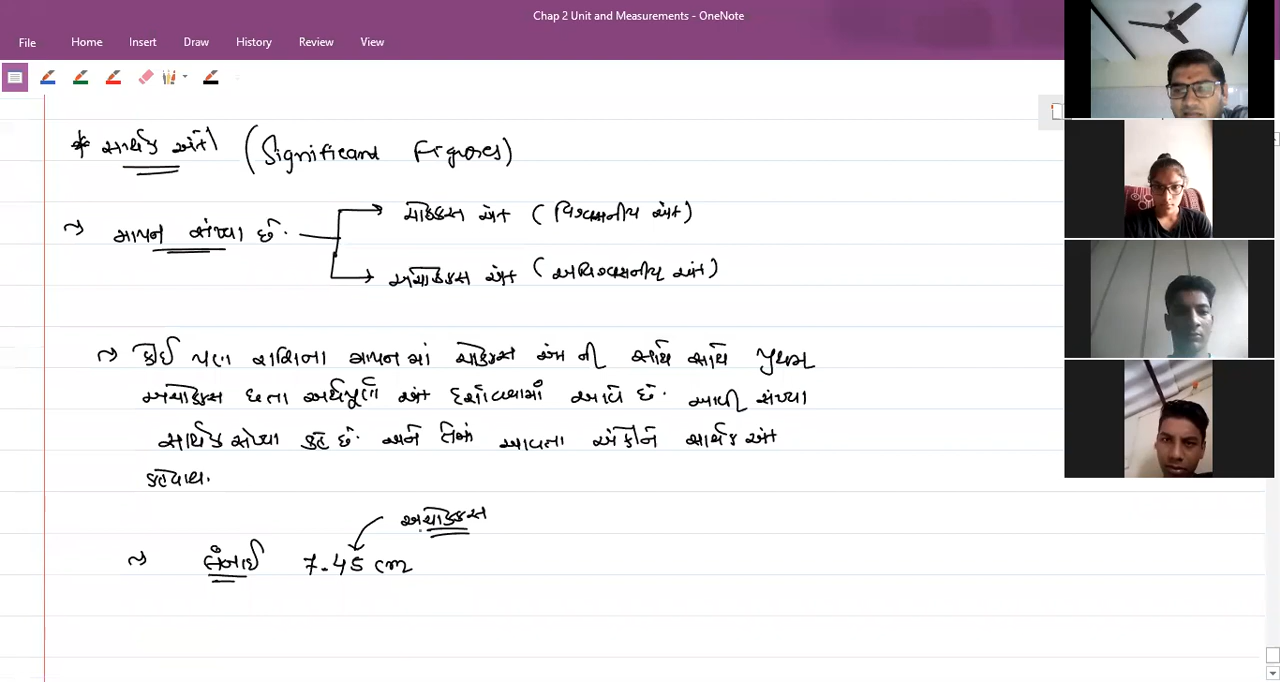 Chap 2 Unit and Measurements - OneNote
File Home Insert Draw History Review View
* સાર્થક અંકો (Significant Figures)
માપન સંખ્યા છે.
ચોક્કસ અંક (વિશ્વસનીય અંક)
અચોક્કસ અંક (અવિશ્વસનીય અંક)
કોઈ પણ રાશિના માપન માં ચોક્કસ અંક ની સાથે સાથે પ્રથમ
અચોક્કસ છતા અર્થપૂર્ણ અંક દર્શાવવામાં આવે છે. આવી સંખ્યા
સાર્થક સંખ્યા કહે છે. અને તેમાં આવતા અંકોને સાર્થક અંક
કહેવાય.
અચોક્કસ
લંબાઈ 7.45 cm